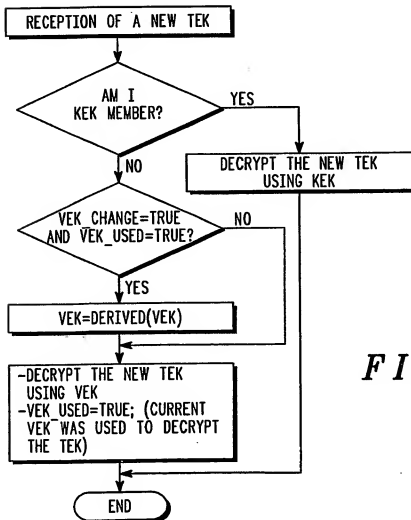 RECEPTION OF A NEW TEK
AM I
KEK MEMBER?
YES
NO
DECRYPT THE NEW TEK
USING KEK
VEK_CHANGE=TRUE
AND VEK_USED=TRUE?
NO
YES
VEK=DERIVED(VEK)
-DECRYPT THE NEW TEK
USING VEK
-VEK_USED=TRUE; (CURRENT
VEK WAS USED TO DECRYPT
THE TEK)
END
FI